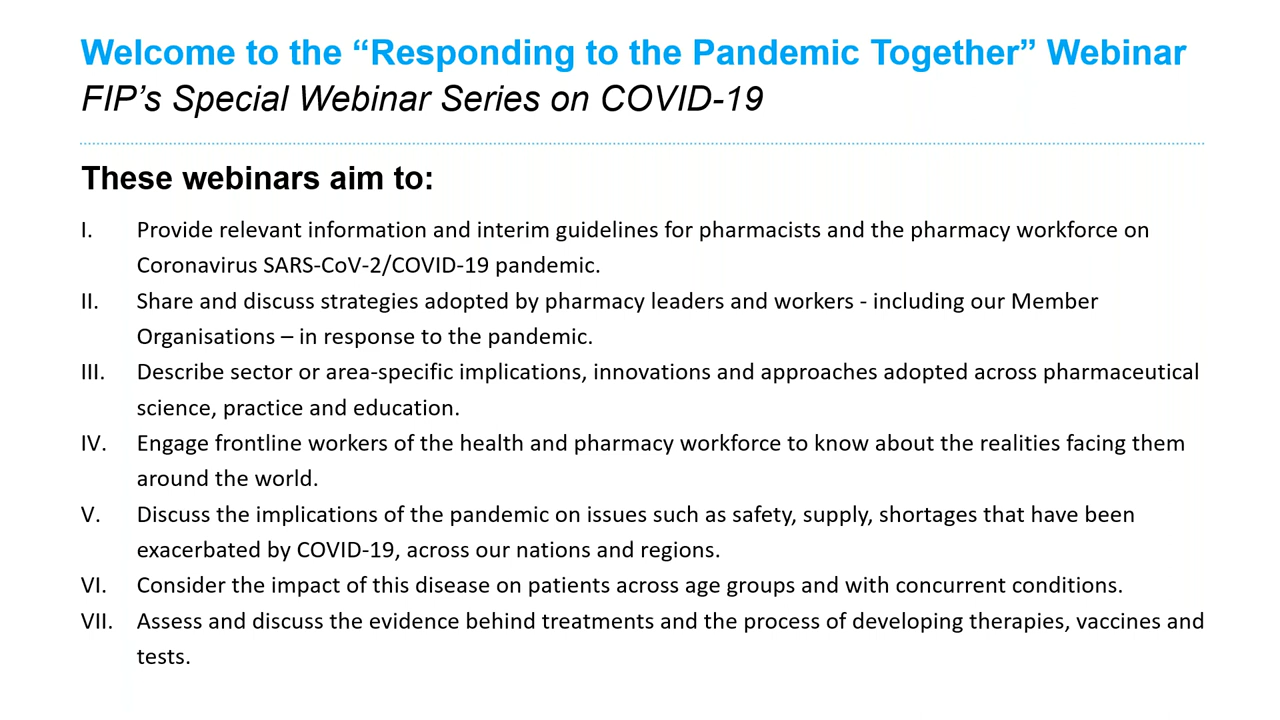 Welcome to the “Responding to the Pandemic Together” Webinar
FIP’s Special Webinar Series on COVID-19
These webinars aim to:
I. Provide relevant information and interim guidelines for pharmacists and the pharmacy workforce on
Coronavirus SARS-CoV-2/COVID-19 pandemic.
II. Share and discuss strategies adopted by pharmacy leaders and workers - including our Member
Organisations – in response to the pandemic.
III. Describe sector or area-specific implications, innovations and approaches adopted across pharmaceutical
science, practice and education.
IV. Engage frontline workers of the health and pharmacy workforce to know about the realities facing them
around the world.
V. Discuss the implications of the pandemic on issues such as safety, supply, shortages that have been
exacerbated by COVID-19, across our nations and regions.
VI. Consider the impact of this disease on patients across age groups and with concurrent conditions.
VII. Assess and discuss the evidence behind treatments and the process of developing therapies, vaccines and
tests.